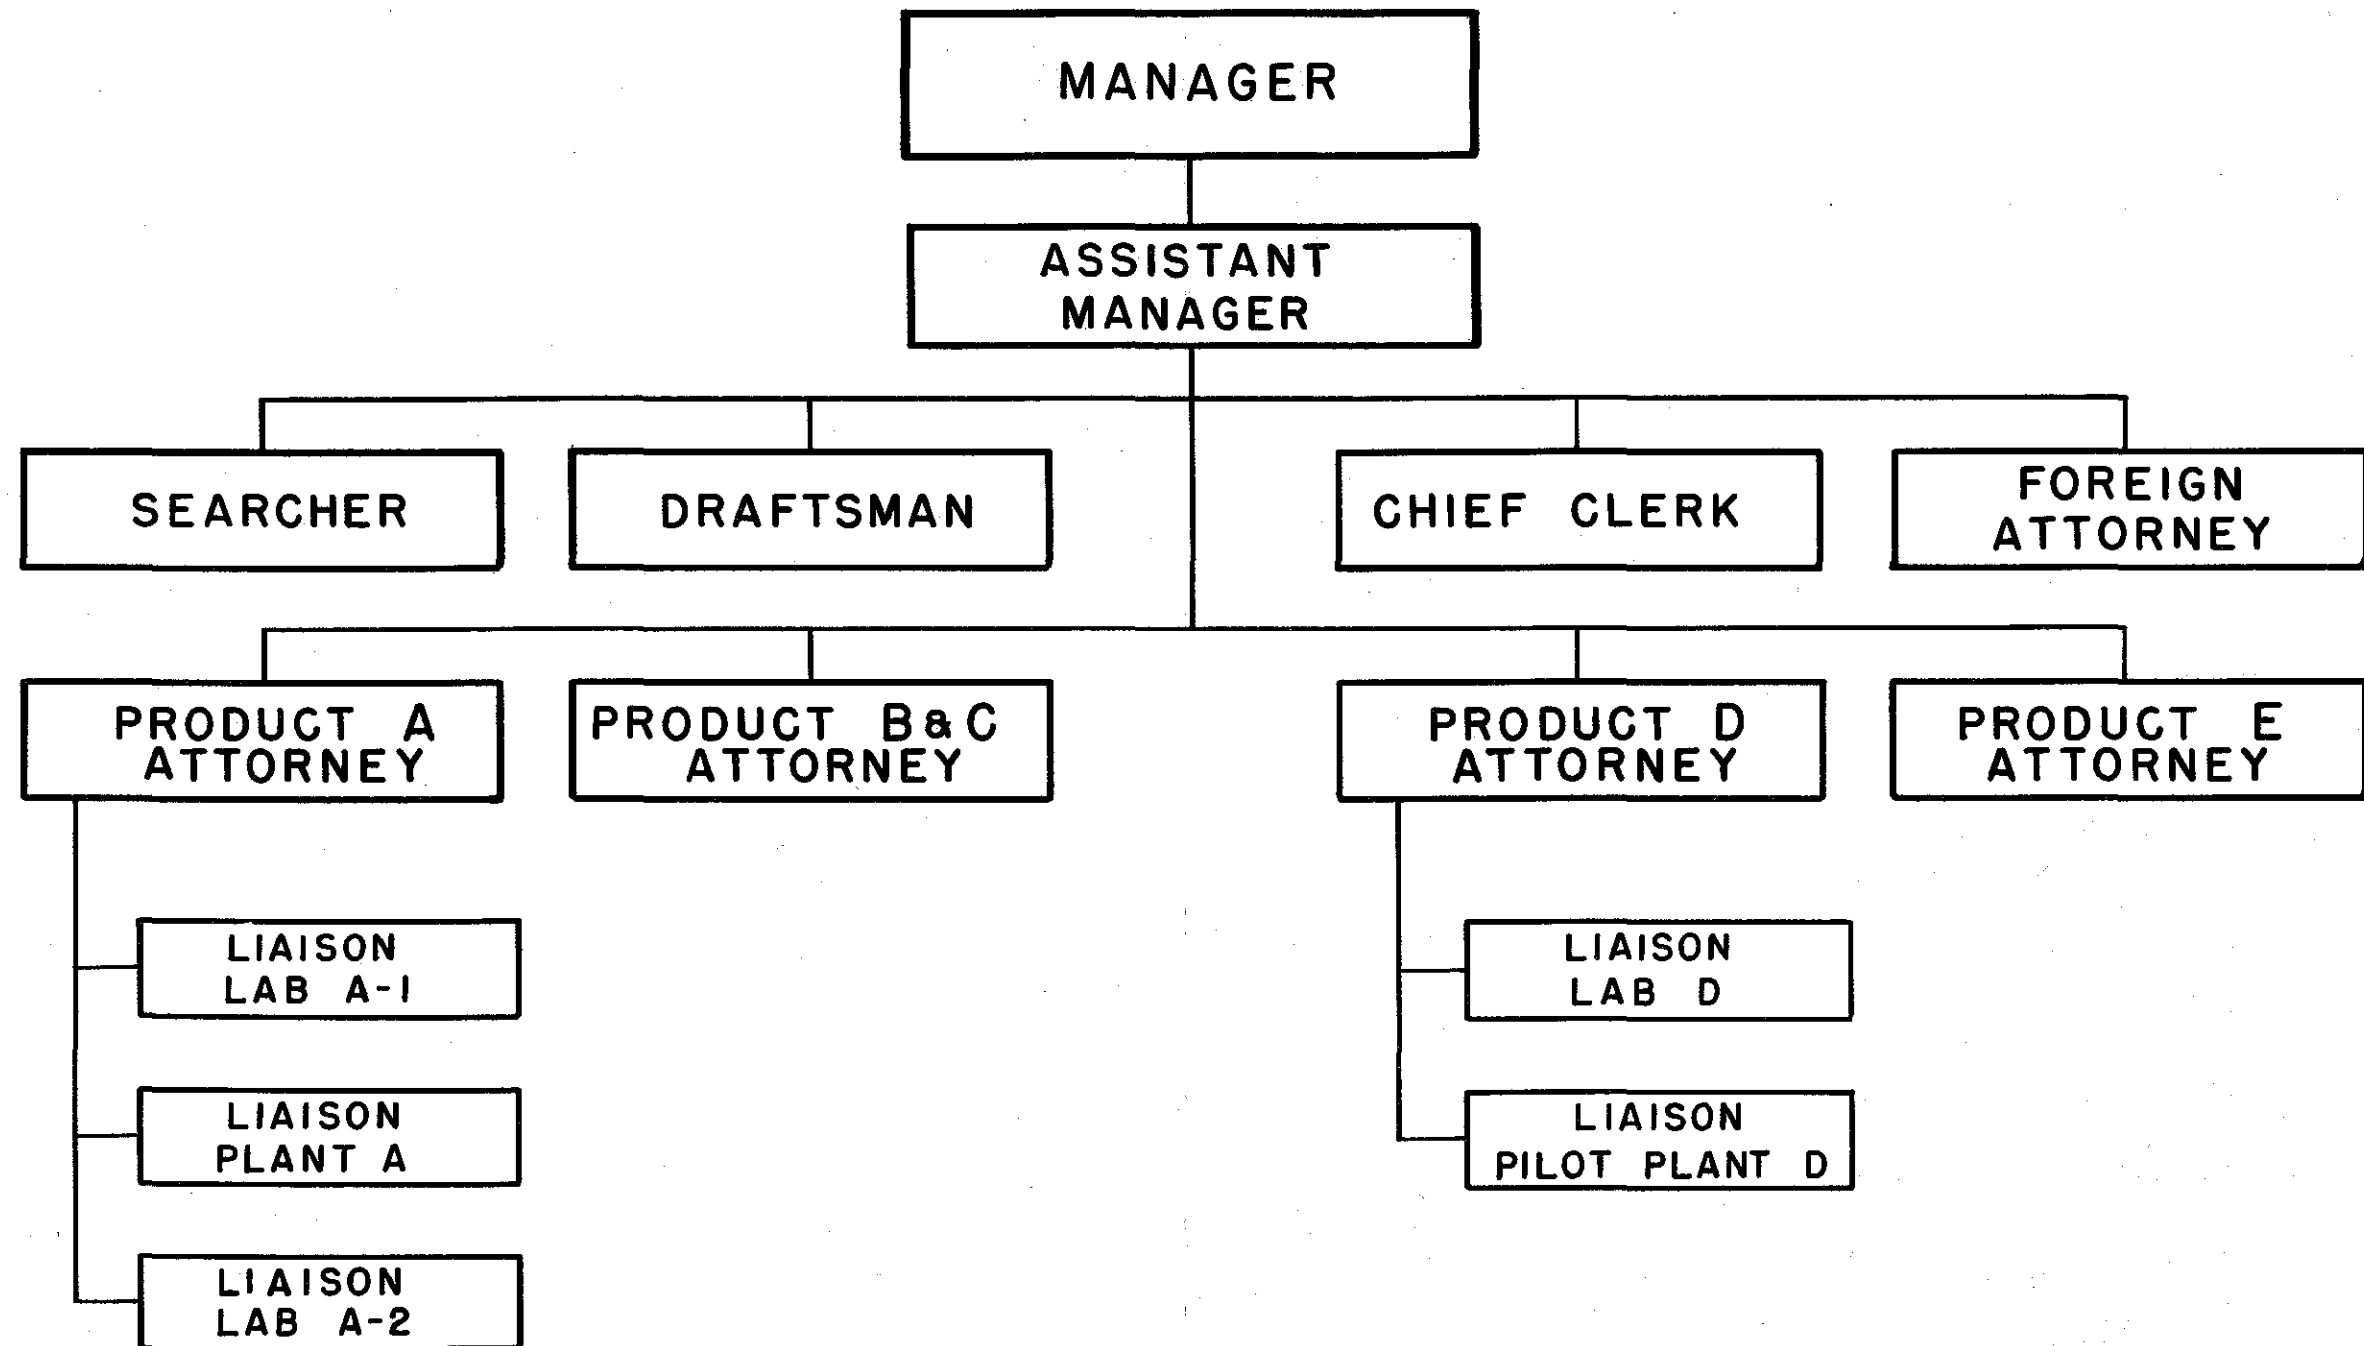 MANAGER
ASSISTANT
MANAGER
SEARCHER
DRAFTSMAN
CHIEF CLERK
FOREIGN
ATTORNEY
PRODUCT A
ATTORNEY
PRODUCT B & C
ATTORNEY
PRODUCT D
ATTORNEY
PRODUCT E
ATTORNEY
LIAISON
LAB A-1
LIAISON
PLANT A
LIAISON
LAB A-2
LIAISON
LAB D
LIAISON
PILOT PLANT D